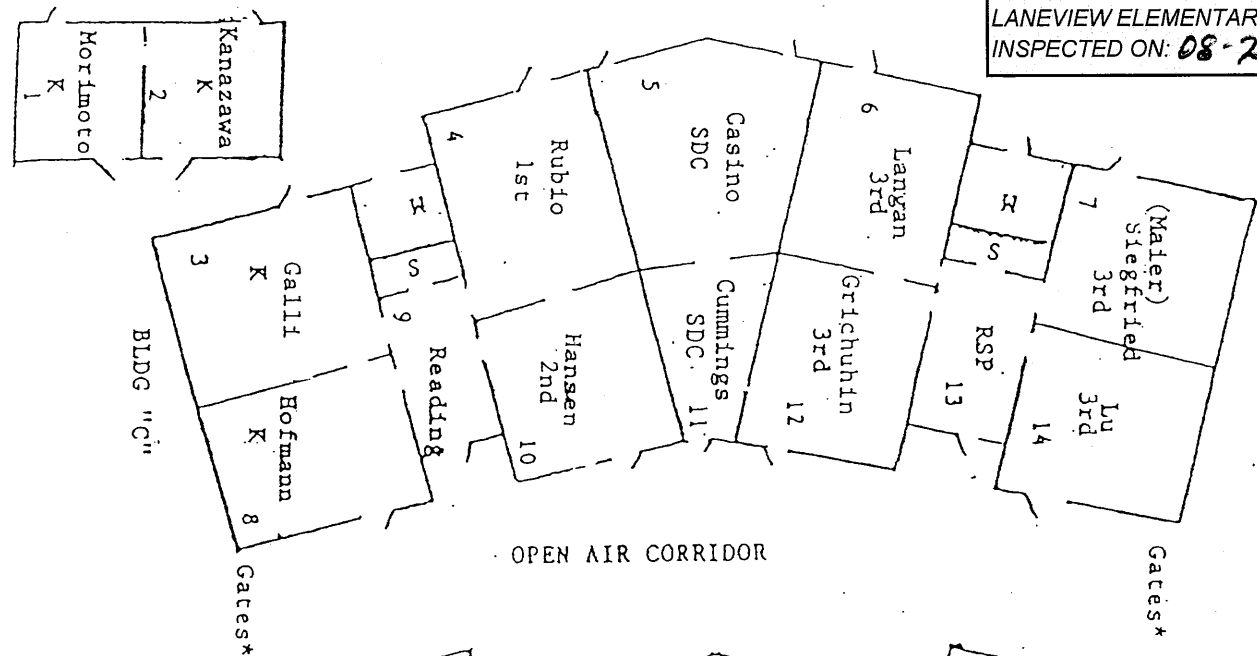 LANEVIEW ELEMENTAR
INSPECTED ON: 08-2
Kanazawa
K
2
Morimoto
K
1
4
Rubio
1st
5
Casino
SDC
6
Langan
3rd
7
(Maier)
Siegfried
3rd
S
S
3
Galli
K
9
Reading
Hansen
2nd
10
Cummings
SDC
11
Grichuhin
3rd
12
RSP
13
Lu
3rd
14
Hofmann
K
8
BLDG "C"
OPEN AIR CORRIDOR
Gates*
Gates*